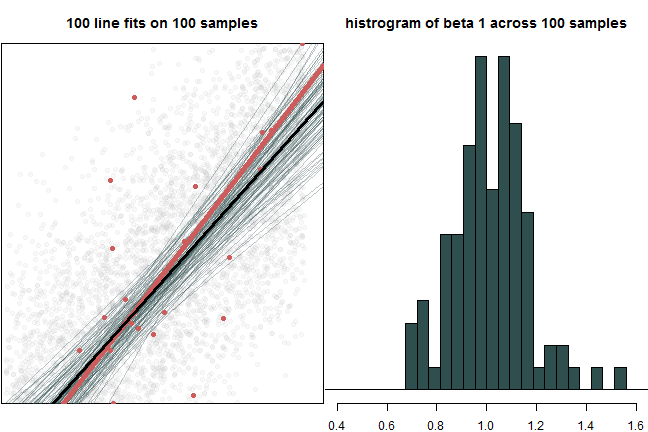 100 line fits on 100 samples
histrogram of beta 1 across 100 samples
0.4 0.6 0.8 1.0 1.2 1.4 1.6